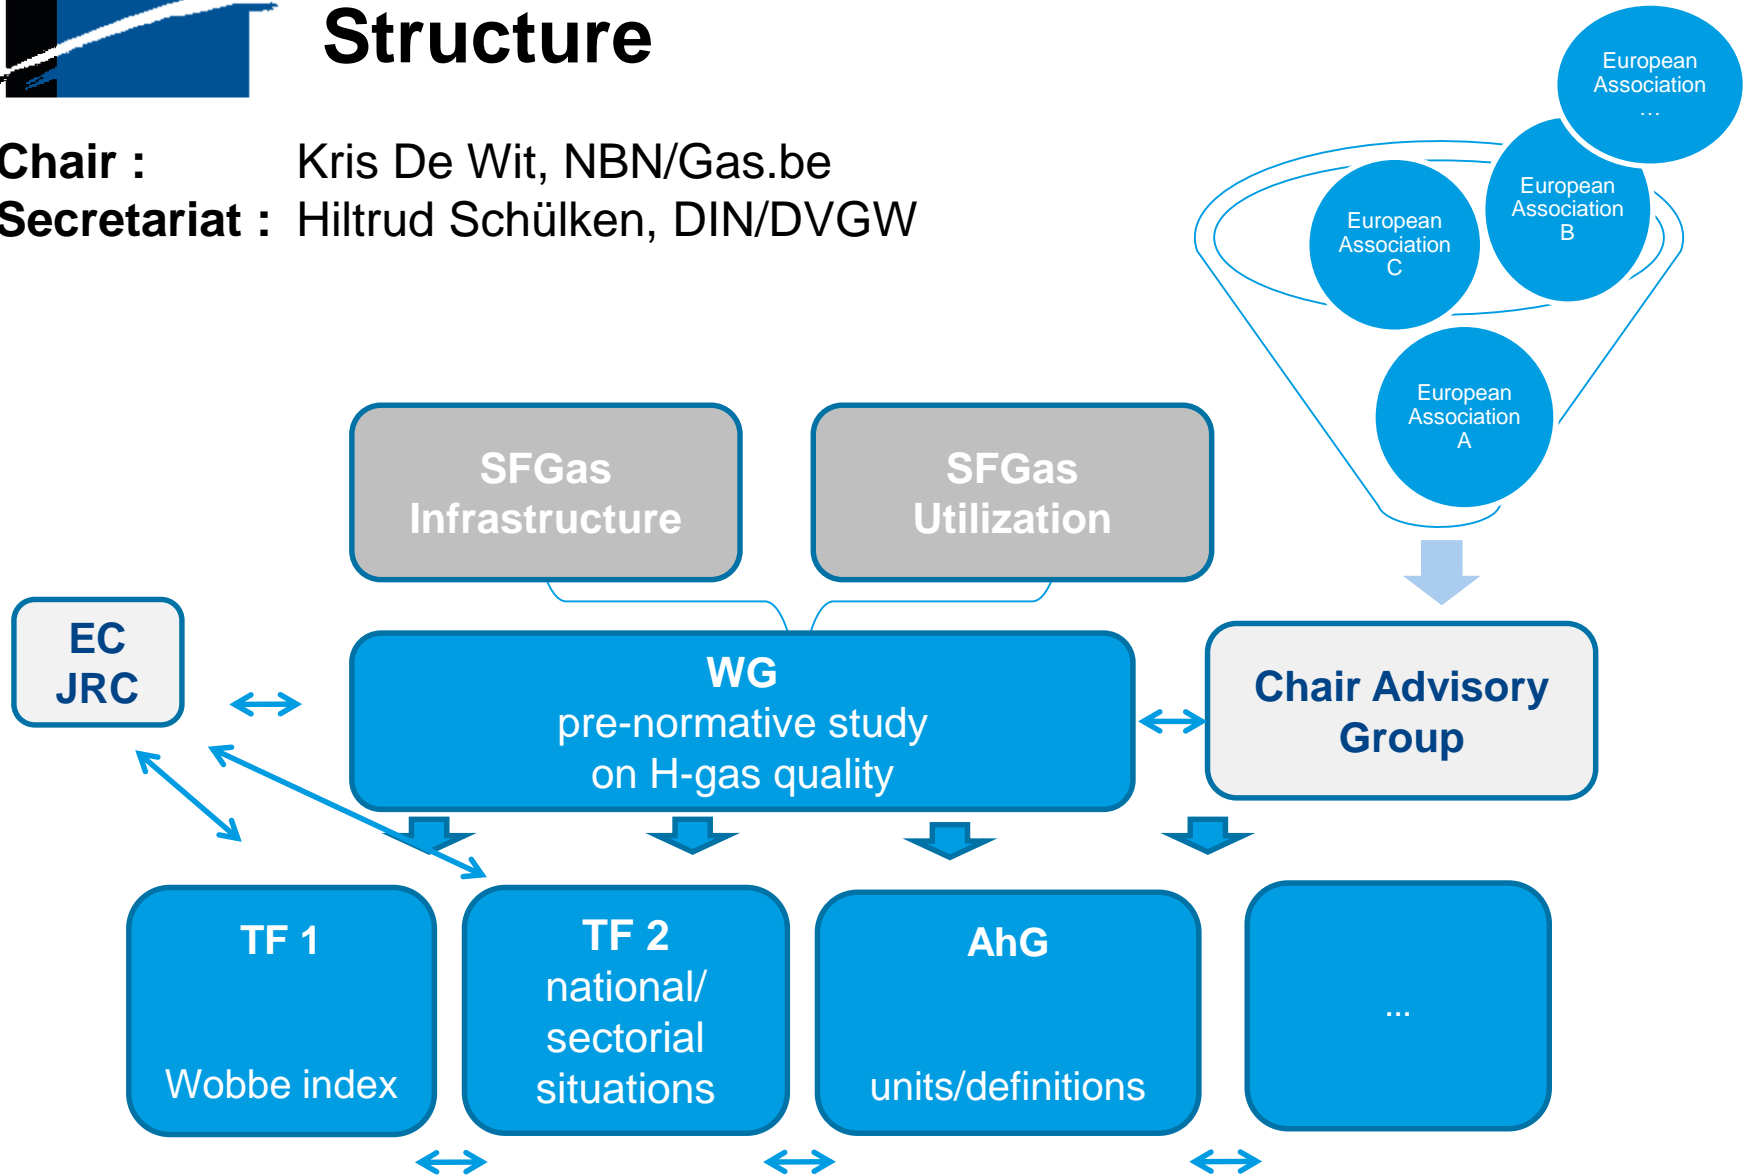 Structure
Chair : Kris De Wit, NBN/Gas.be
Secretariat : Hiltrud Schülken, DIN/DVGW
European
Association
…
European
Association
B
European
Association
C
European
Association
A
SFGas
Infrastructure
SFGas
Utilization
EC
JRC
WG
pre-normative study
on H-gas quality
Chair Advisory
Group
TF 1
Wobbe index
TF 2
national/
sectorial
situations
AhG
units/definitions
...